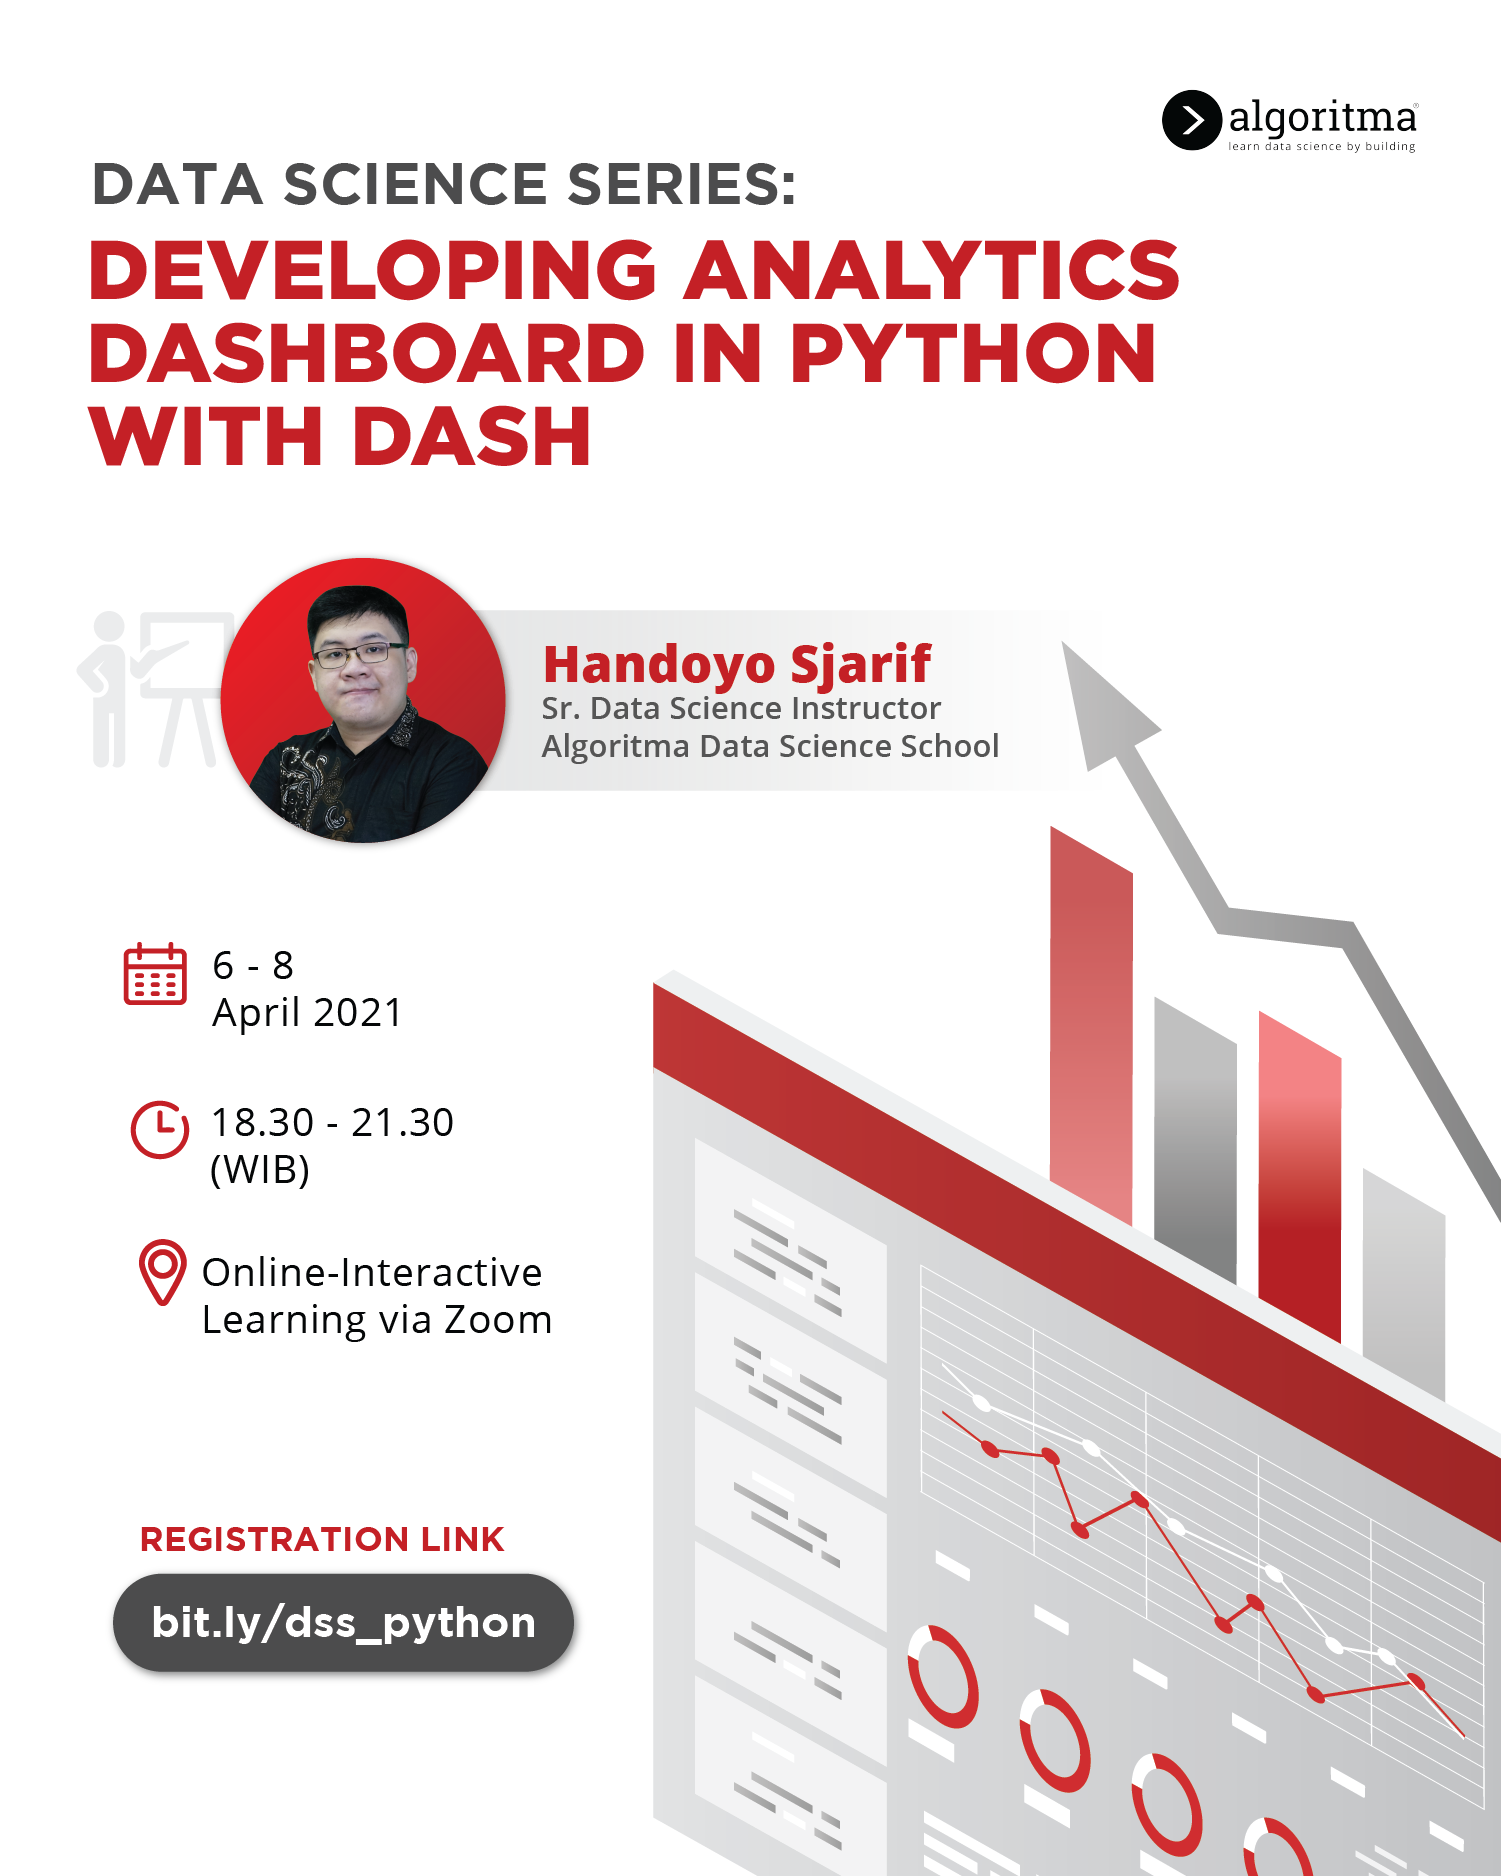 algoritma®
learn data science by building
DATA SCIENCE SERIES:
DEVELOPING ANALYTICS
DASHBOARD IN PYTHON
WITH DASH
Handoyo Sjarif
Sr. Data Science Instructor
Algoritma Data Science School
6 - 8
April 2021
18.30 - 21.30
(WIB)
Online-Interactive
Learning via Zoom
REGISTRATION LINK
bit.ly/dss_python